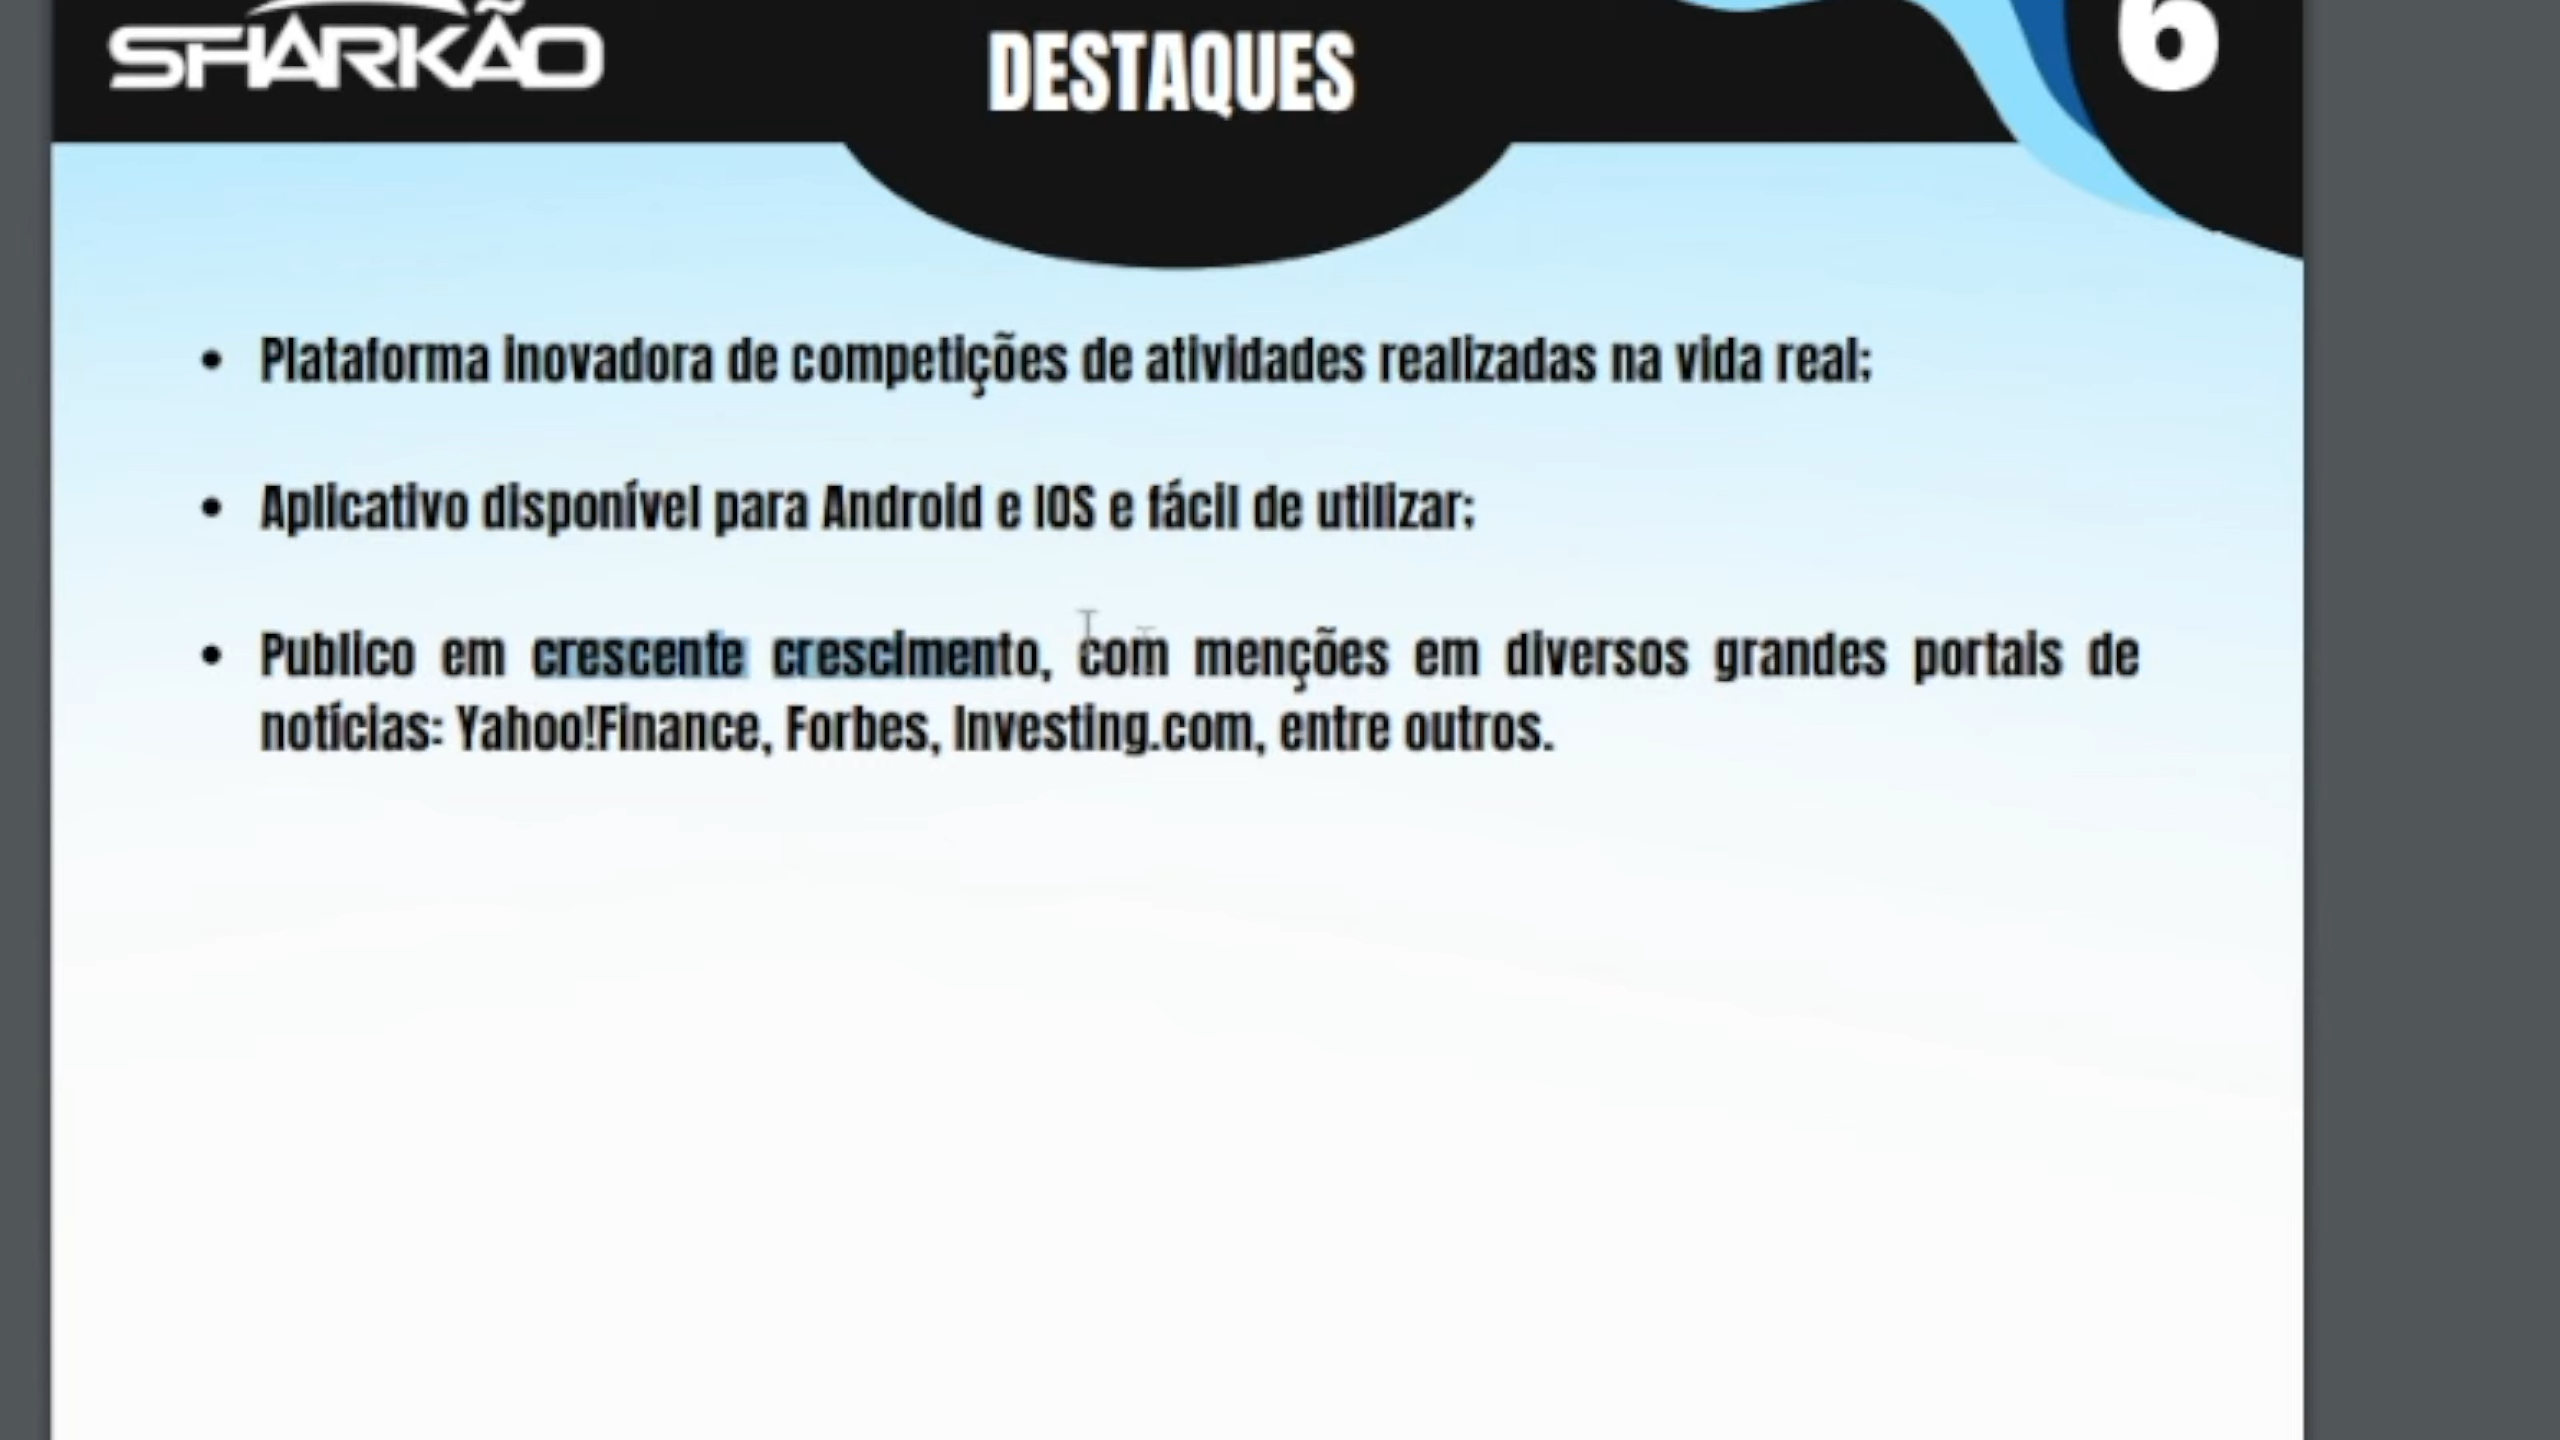 SHARKÃO
DESTAQUES
6
• Plataforma inovadora de competições de atividades realizadas na vida real;
• Aplicativo disponível para Android e IOS e fácil de utilizar;
• Publico em crescente crescimento, com menções em diversos grandes portais de
notícias: Yahoo!Finance, Forbes, Investing.com, entre outros.